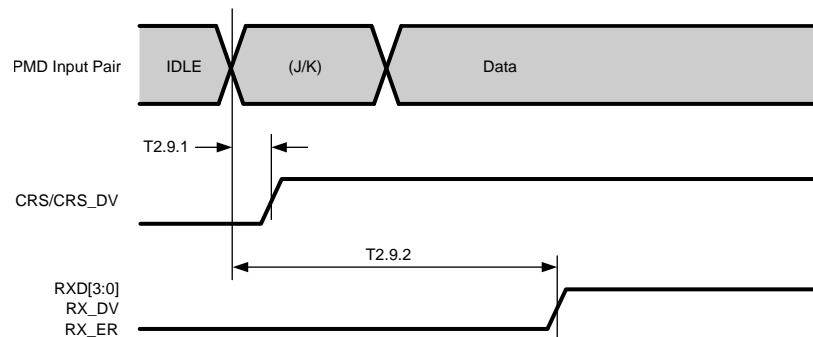 PMD Input Pair IDLE (J/K) Data
T2.9.1
CRS/CRS_DV
T2.9.2
RXD[3:0]
RX_DV
RX_ER